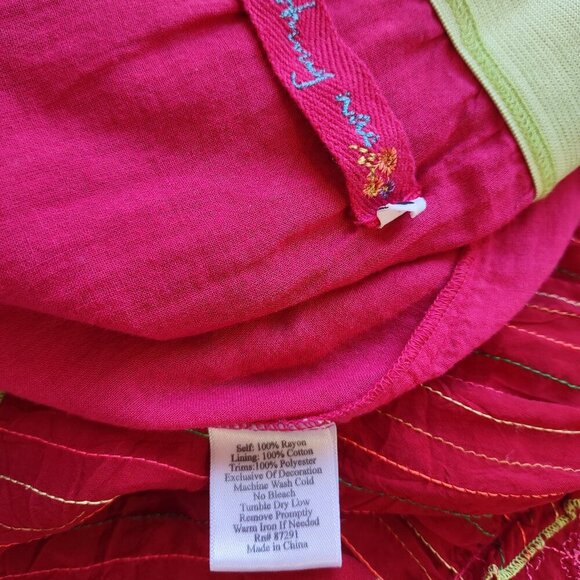 Self: 100% Rayon
Lining: 100% Cotton
Trims:100% Polyester
Exclusive Of Decoration
Machine Wash Cold
No Bleach
Tumble Dry Low
Remove Promptly
Warm Iron If Needed
Rn# 87291
Made in China